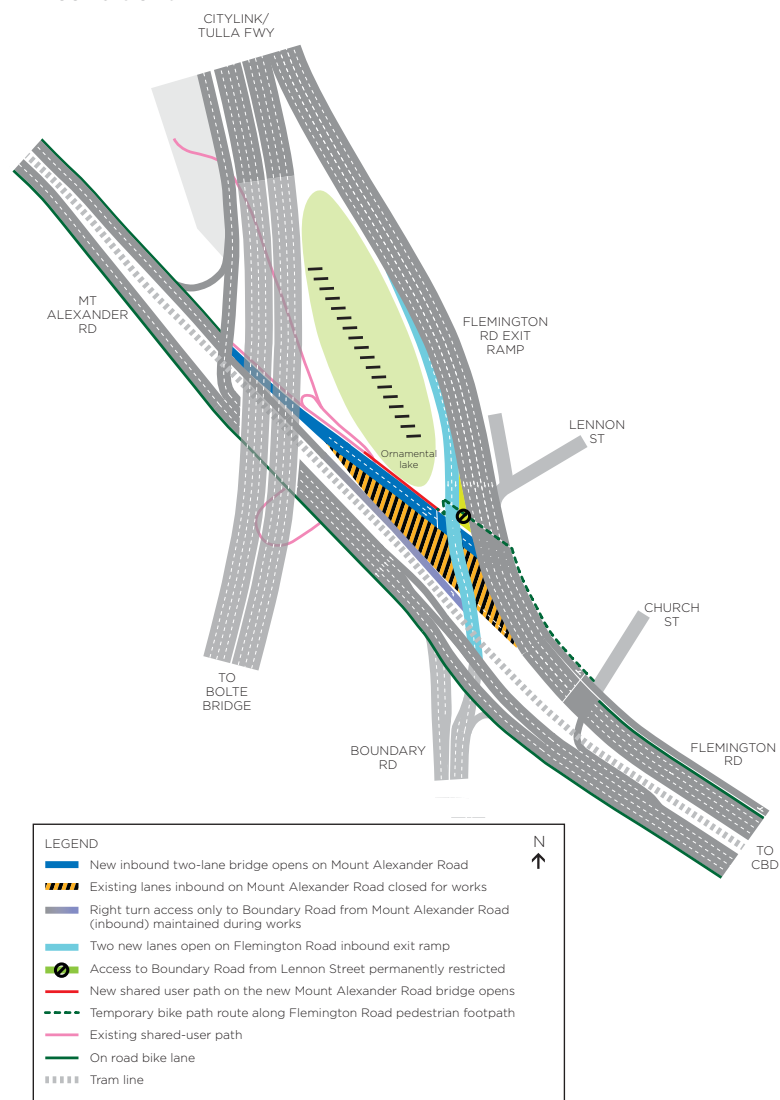 CITYLINK/
TULLA FWY
MT
ALEXANDER
RD
FLEMINGTON
RD EXIT
RAMP
LENNON
ST
Ornamental
lake
CHURCH
ST
TO
BOLTE
BRIDGE
BOUNDARY
RD
FLEMINGTON
RD
TO
CBD
LEGEND
N
New inbound two-lane bridge opens on Mount Alexander Road
Existing lanes inbound on Mount Alexander Road closed for works
Right turn access only to Boundary Road from Mount Alexander Road
(inbound) maintained during works
Two new lanes open on Flemington Road inbound exit ramp
Access to Boundary Road from Lennon Street permanently restricted
New shared user path on the new Mount Alexander Road bridge opens
Temporary bike path route along Flemington Road pedestrian footpath
Existing shared-user path
On road bike lane
Tram line